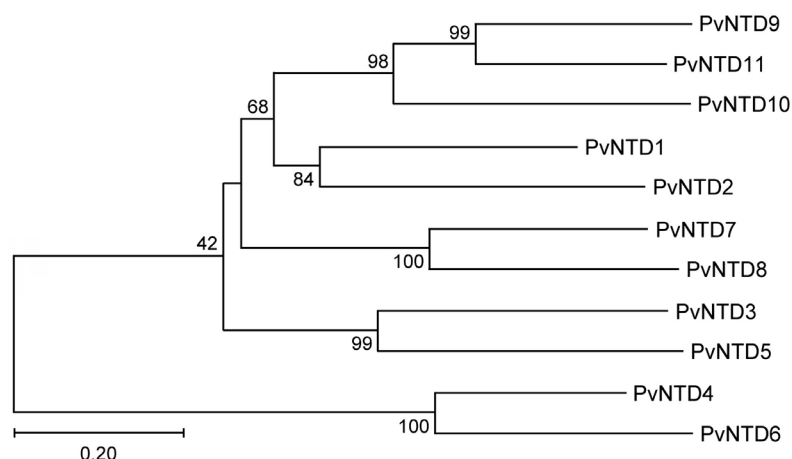 PvNTD9
99
PvNTD11
98
PvNTD10
68
PvNTD1
84
PvNTD2
PvNTD7
42
100
PvNTD8
PvNTD3
99
PvNTD5
PvNTD4
100
PvNTD6
0.20